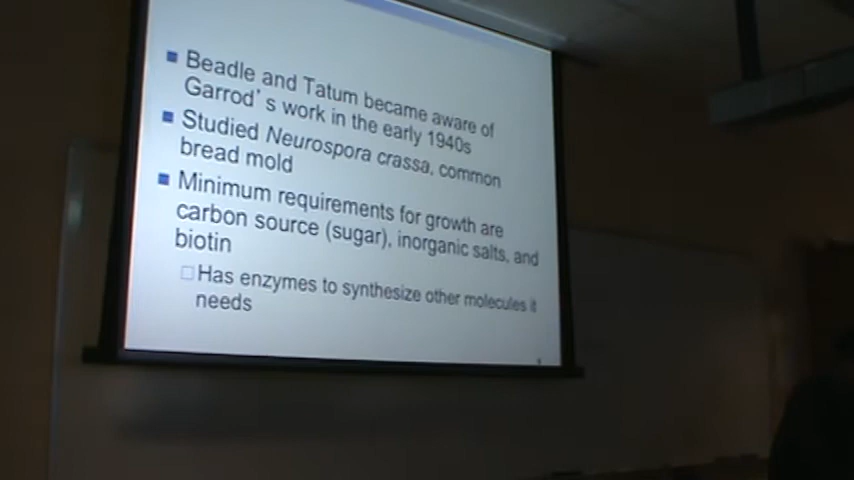 Beadle and Tatum became aware of
Garrod's work in the early 1940s
Studied Neurospora crassa, common
bread mold
Minimum requirements for growth are
carbon source (sugar), inorganic salts, and
biotin
Has enzymes to synthesize other molecules it
needs